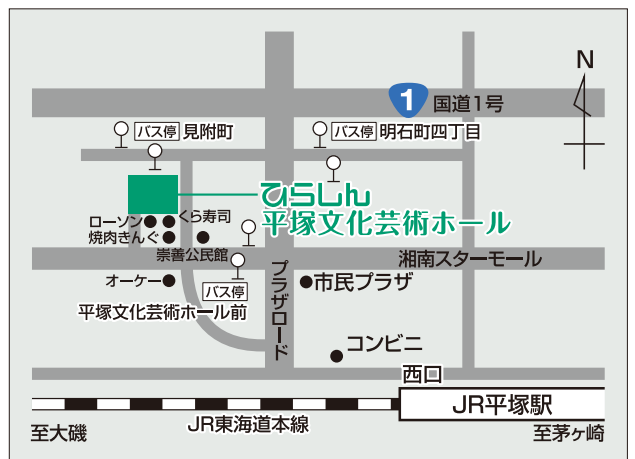 N
1
国道1号
バス停 見附町
バス停 明石町四丁目
ひらしん
平塚文化芸術ホール
ローソン
くら寿司
焼肉きんぐ
崇善公民館
湘南スターモール
オーケー
バス停
平塚文化芸術ホール前
プラザロード
市民プラザ
コンビニ
西口
JR平塚駅
JR東海道本線
至大磯
至茅ヶ崎